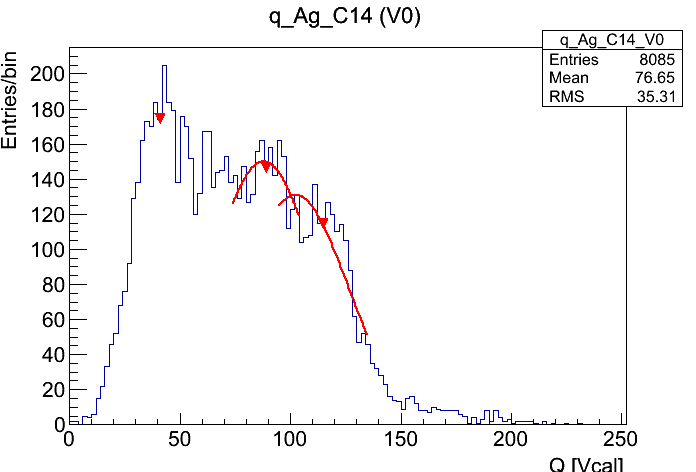 q_Ag_C14 (V0)
q_Ag_C14_V0
Entries 8085
Mean 76.65
RMS 35.31
Entries/bin
200
180
160
140
120
100
80
60
40
20
0
0 50 100 150 200 250
Q [Vcal]